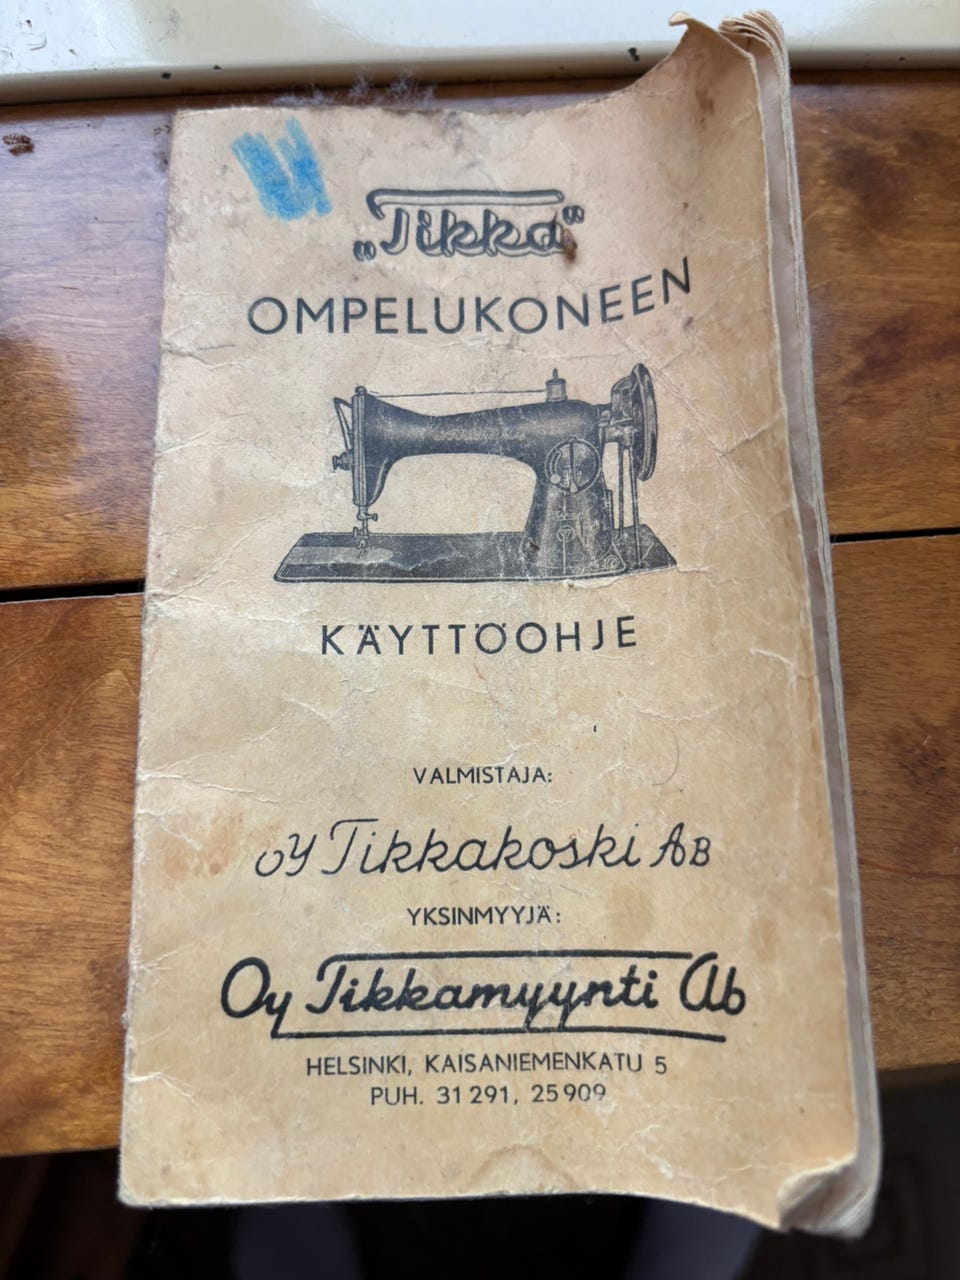 „Tikka"
OMPELUKONEEN
KÄYTTÖOHJE
VALMISTAJA:
OY Tikkakoski AB
YKSINMYYJÄ:
Oy Tikkamyynti Ab
HELSINKI, KAISANIEMENKATU 5
PUH. 31 291, 25 909